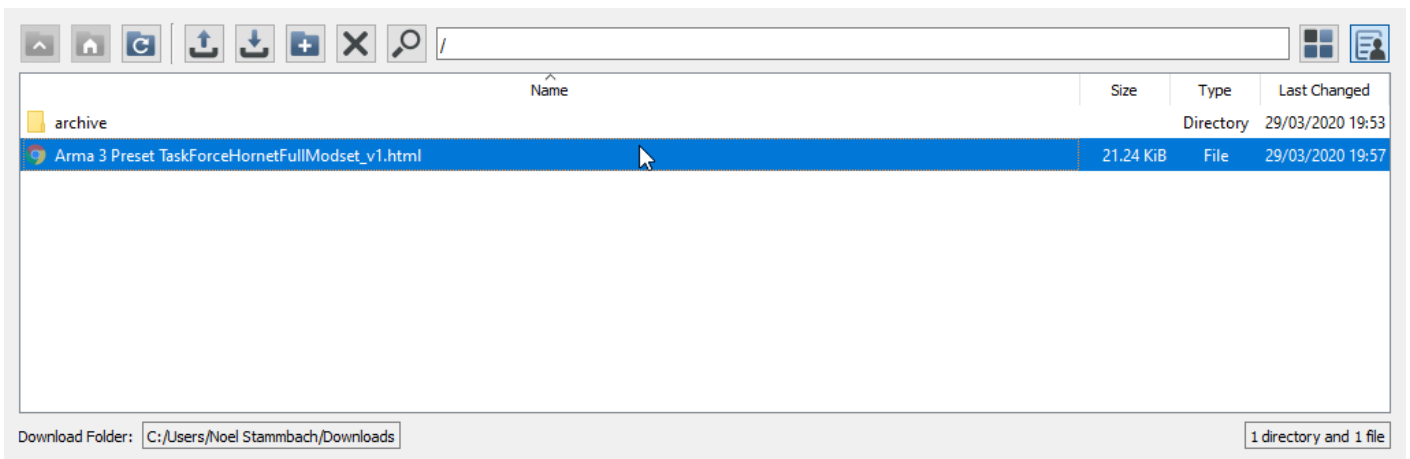 /
Name Size Type Last Changed
archive Directory 29/03/2020 19:53
Arma 3 Preset TaskForceHornetFullModset_v1.html 21.24 KiB File 29/03/2020 19:57
Download Folder: C:/Users/Noel Stammbach/Downloads 1 directory and 1 file